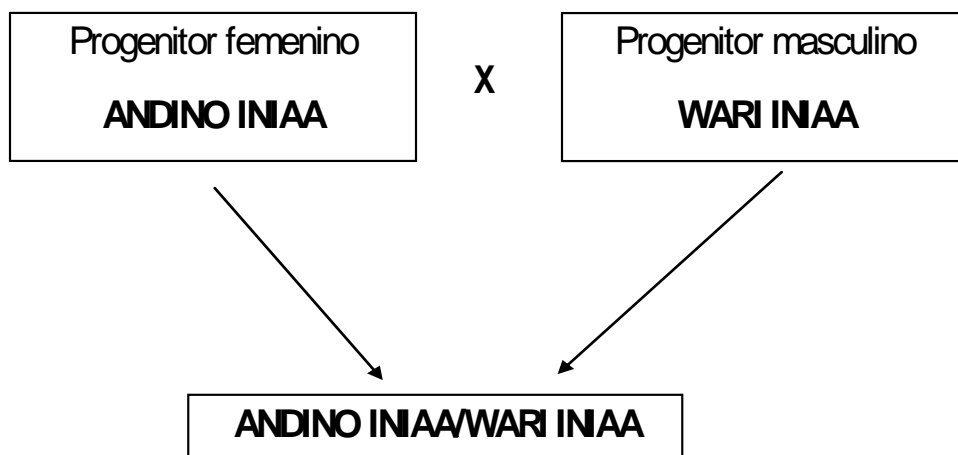 Progenitor femenino
ANDINO INIAA
X
Progenitor masculino
WARI INIAA
ANDINO INIAA/WARI INIAA